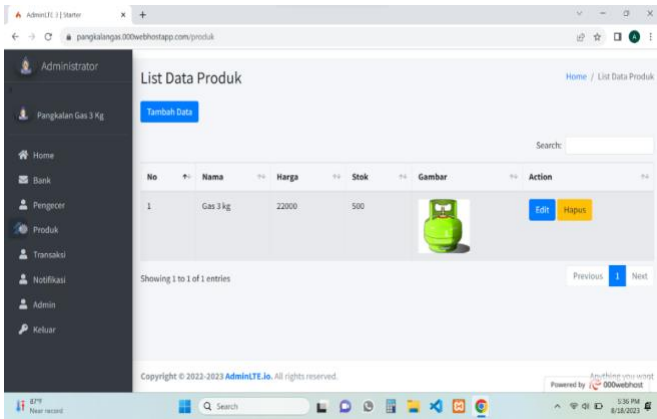 AdminLTE 3 | Starter
pangkalangas.000webhostapp.com/produk
Administrator
Pangkalan Gas 3 Kg
Home
Bank
Pengecer
Produk
Transaksi
Notifikasi
Admin
Keluar
List Data Produk
Home / List Data Produk
Tambah Data
Search:
No Nama Harga Stok Gambar Action
1 Gas 3 kg 22000 500 Edit Hapus
Showing 1 to 1 of 1 entries
Previous 1 Next
Copyright © 2022-2023 AdminLTE.io. All rights reserved.
Anything you want
Powered by 000webhost
87°F
Near record
Search
5:36 PM
8/18/2023